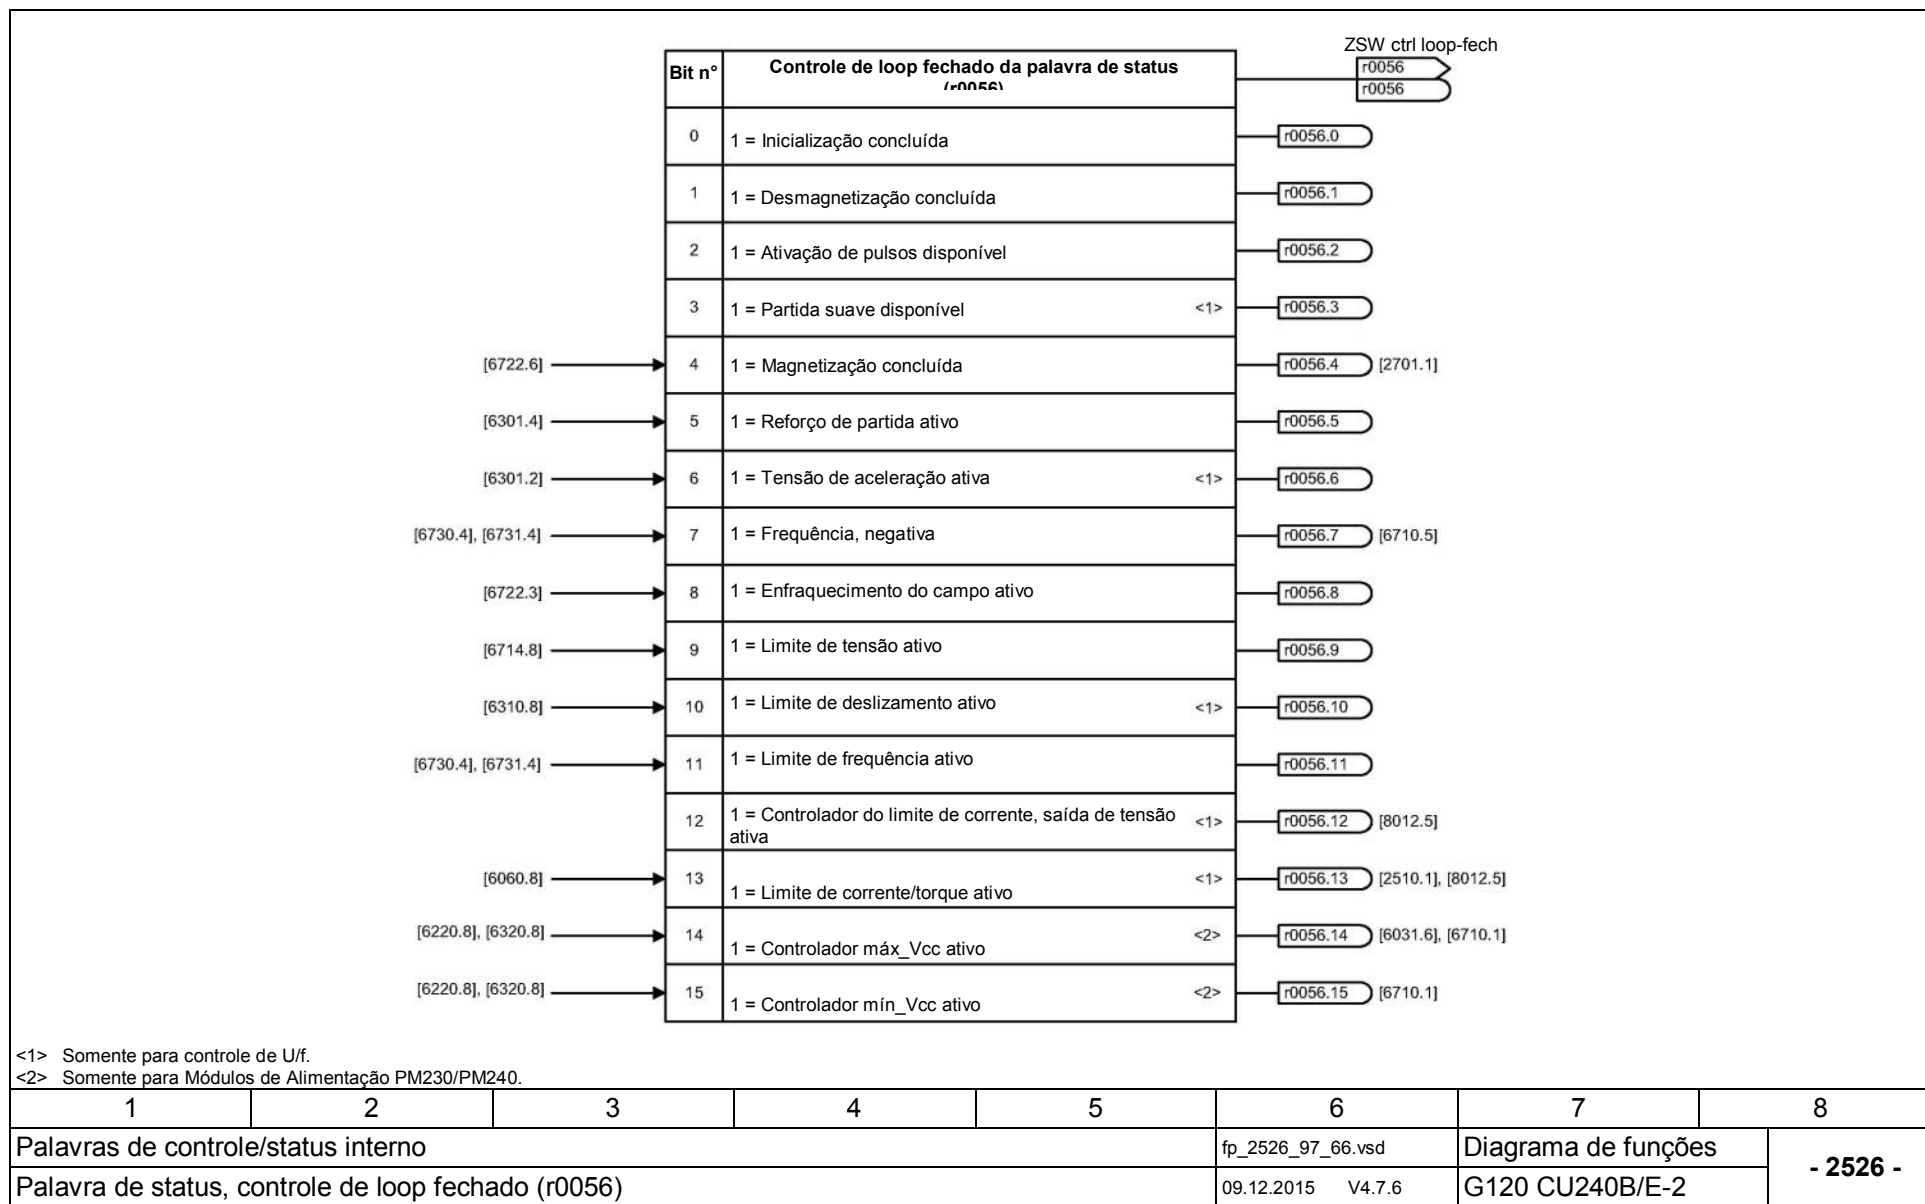 ZSW ctrl loop-fech
Bit n° Controle de loop fechado da palavra de status (r0056) r0056
r0056
0 1 = Inicialização concluída r0056.0
1 1 = Desmagnetização concluída r0056.1
2 1 = Ativação de pulsos disponível r0056.2
3 1 = Partida suave disponível <1> r0056.3
[6722.6] 4 1 = Magnetização concluída r0056.4 [2701.1]
[6301.4] 5 1 = Reforço de partida ativo r0056.5
[6301.2] 6 1 = Tensão de aceleração ativa <1> r0056.6
[6730.4], [6731.4] 7 1 = Frequência, negativa r0056.7 [6710.5]
[6722.3] 8 1 = Enfraquecimento do campo ativo r0056.8
[6714.8] 9 1 = Limite de tensão ativo r0056.9
[6310.8] 10 1 = Limite de deslizamento ativo <1> r0056.10
[6730.4], [6731.4] 11 1 = Limite de frequência ativo r0056.11
12 1 = Controlador do limite de corrente, saída de tensão ativa <1> r0056.12 [8012.5]
[6060.8] 13 1 = Limite de corrente/torque ativo <1> r0056.13 [2510.1], [8012.5]
[6220.8], [6320.8] 14 1 = Controlador máx_Vcc ativo <2> r0056.14 [6031.6], [6710.1]
[6220.8], [6320.8] 15 1 = Controlador mín_Vcc ativo <2> r0056.15 [6710.1]
<1> Somente para controle de U/f.
<2> Somente para Módulos de Alimentação PM230/PM240.
1 2 3 4 5 6 7 8
Palavras de controle/status interno fp_2526_97_66.vsd Diagrama de funções - 2526 -
Palavra de status, controle de loop fechado (r0056) 09.12.2015 V4.7.6 G120 CU240B/E-2